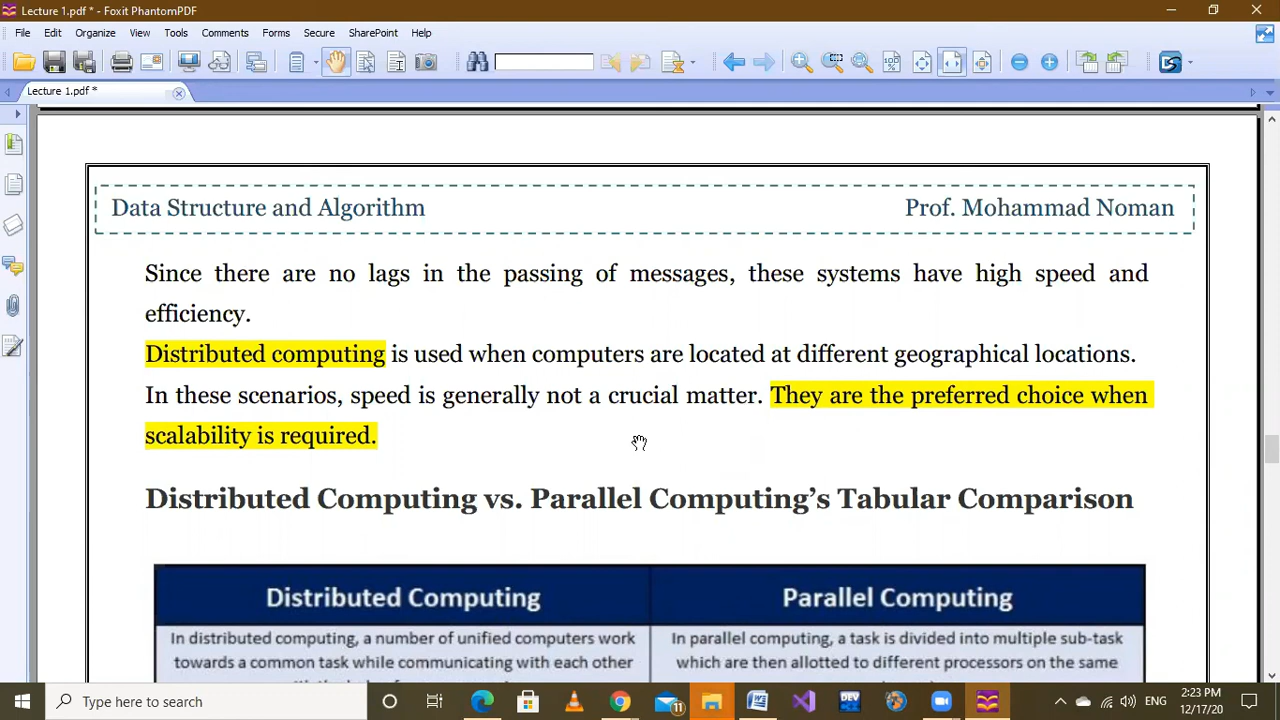 Lecture 1.pdf * - Foxit PhantomPDF
File Edit Organize View Tools Comments Forms Secure SharePoint Help
Lecture 1.pdf *
Data Structure and Algorithm Prof. Mohammad Noman
Since there are no lags in the passing of messages, these systems have high speed and
efficiency.
Distributed computing is used when computers are located at different geographical locations.
In these scenarios, speed is generally not a crucial matter. They are the preferred choice when
scalability is required.
Distributed Computing vs. Parallel Computing’s Tabular Comparison
Distributed Computing
Parallel Computing
In distributed computing, a number of unified computers work
towards a common task while communicating with each other
In parallel computing, a task is divided into multiple sub-task
which are then allotted to different processors on the same
Type here to search
11
DEV
ENG
2:23 PM
12/17/20